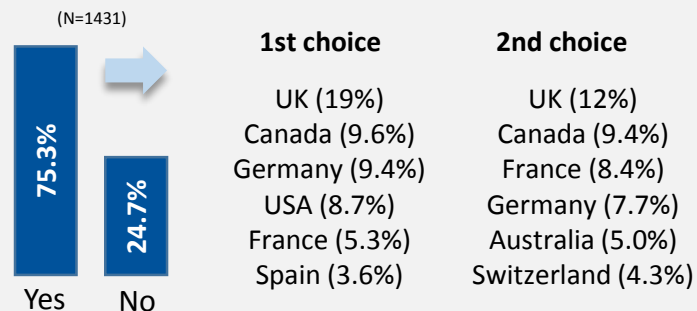 (N=1431)
75.3%
24.7%
Yes
No
1st choice
UK (19%)
Canada (9.6%)
Germany (9.4%)
USA (8.7%)
France (5.3%)
Spain (3.6%)
2nd choice
UK (12%)
Canada (9.4%)
France (8.4%)
Germany (7.7%)
Australia (5.0%)
Switzerland (4.3%)